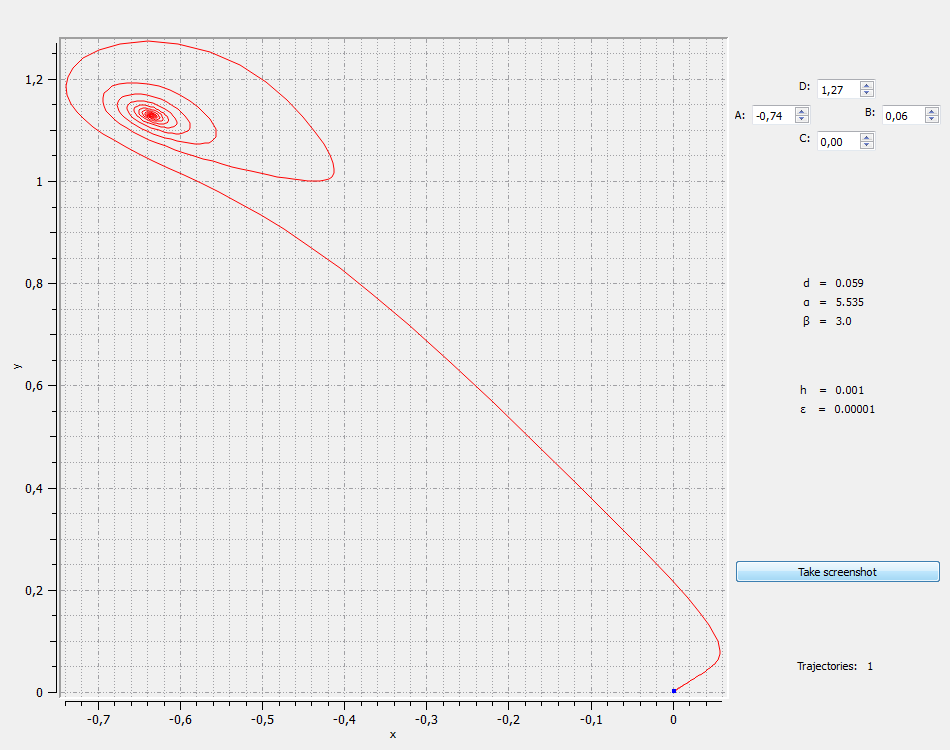 1,2
1
0,8
0,6
0,4
0,2
0
y
-0,7
-0,6
-0,5
-0,4
-0,3
-0,2
-0,1
0
x
D: 1,27
A: -0,74
B: 0,06
C: 0,00
d = 0.059
α = 5.535
β = 3.0
h = 0.001
ε = 0.00001
Take screenshot
Trajectories: 1